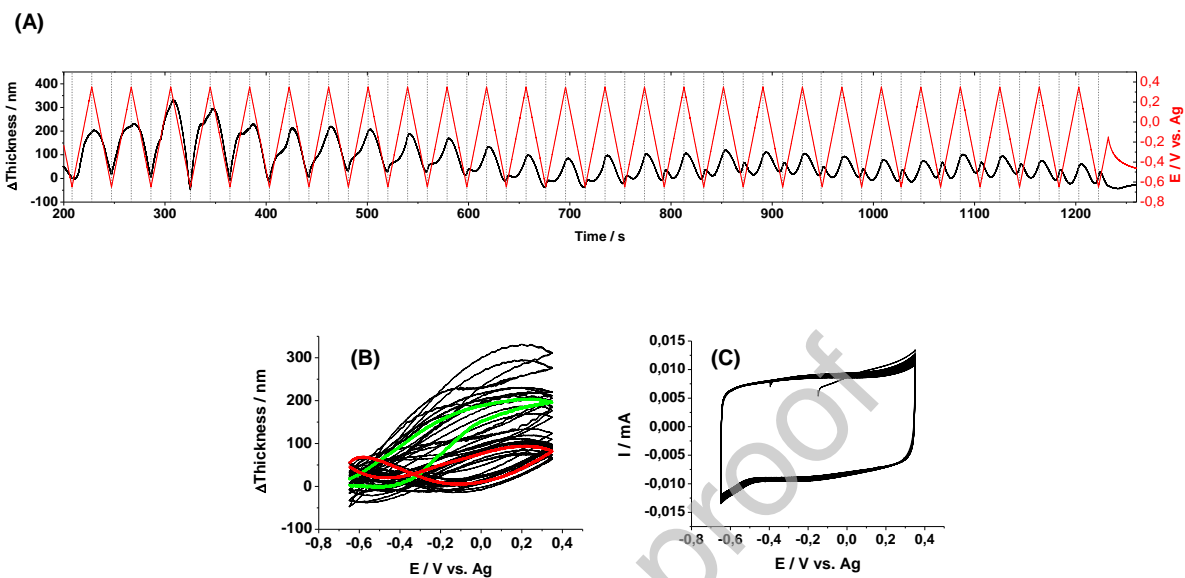 (A)
ΔThickness / nm
400
300
200
100
0
-100
0,4
0,2
0,0
-0,2
-0,4
-0,6
-0,8
E / V vs. Ag
200 300 400 500 600 700 800 900 1000 1100 1200
Time / s
(B)
ΔThickness / nm
300
200
100
0
-100
-0,8 -0,6 -0,4 -0,2 0,0 0,2 0,4
E / V vs. Ag
(C)
I / mA
0,015
0,010
0,005
0,000
-0,005
-0,010
-0,015
-0,8 -0,6 -0,4 -0,2 0,0 0,2 0,4
E / V vs. Ag
proof